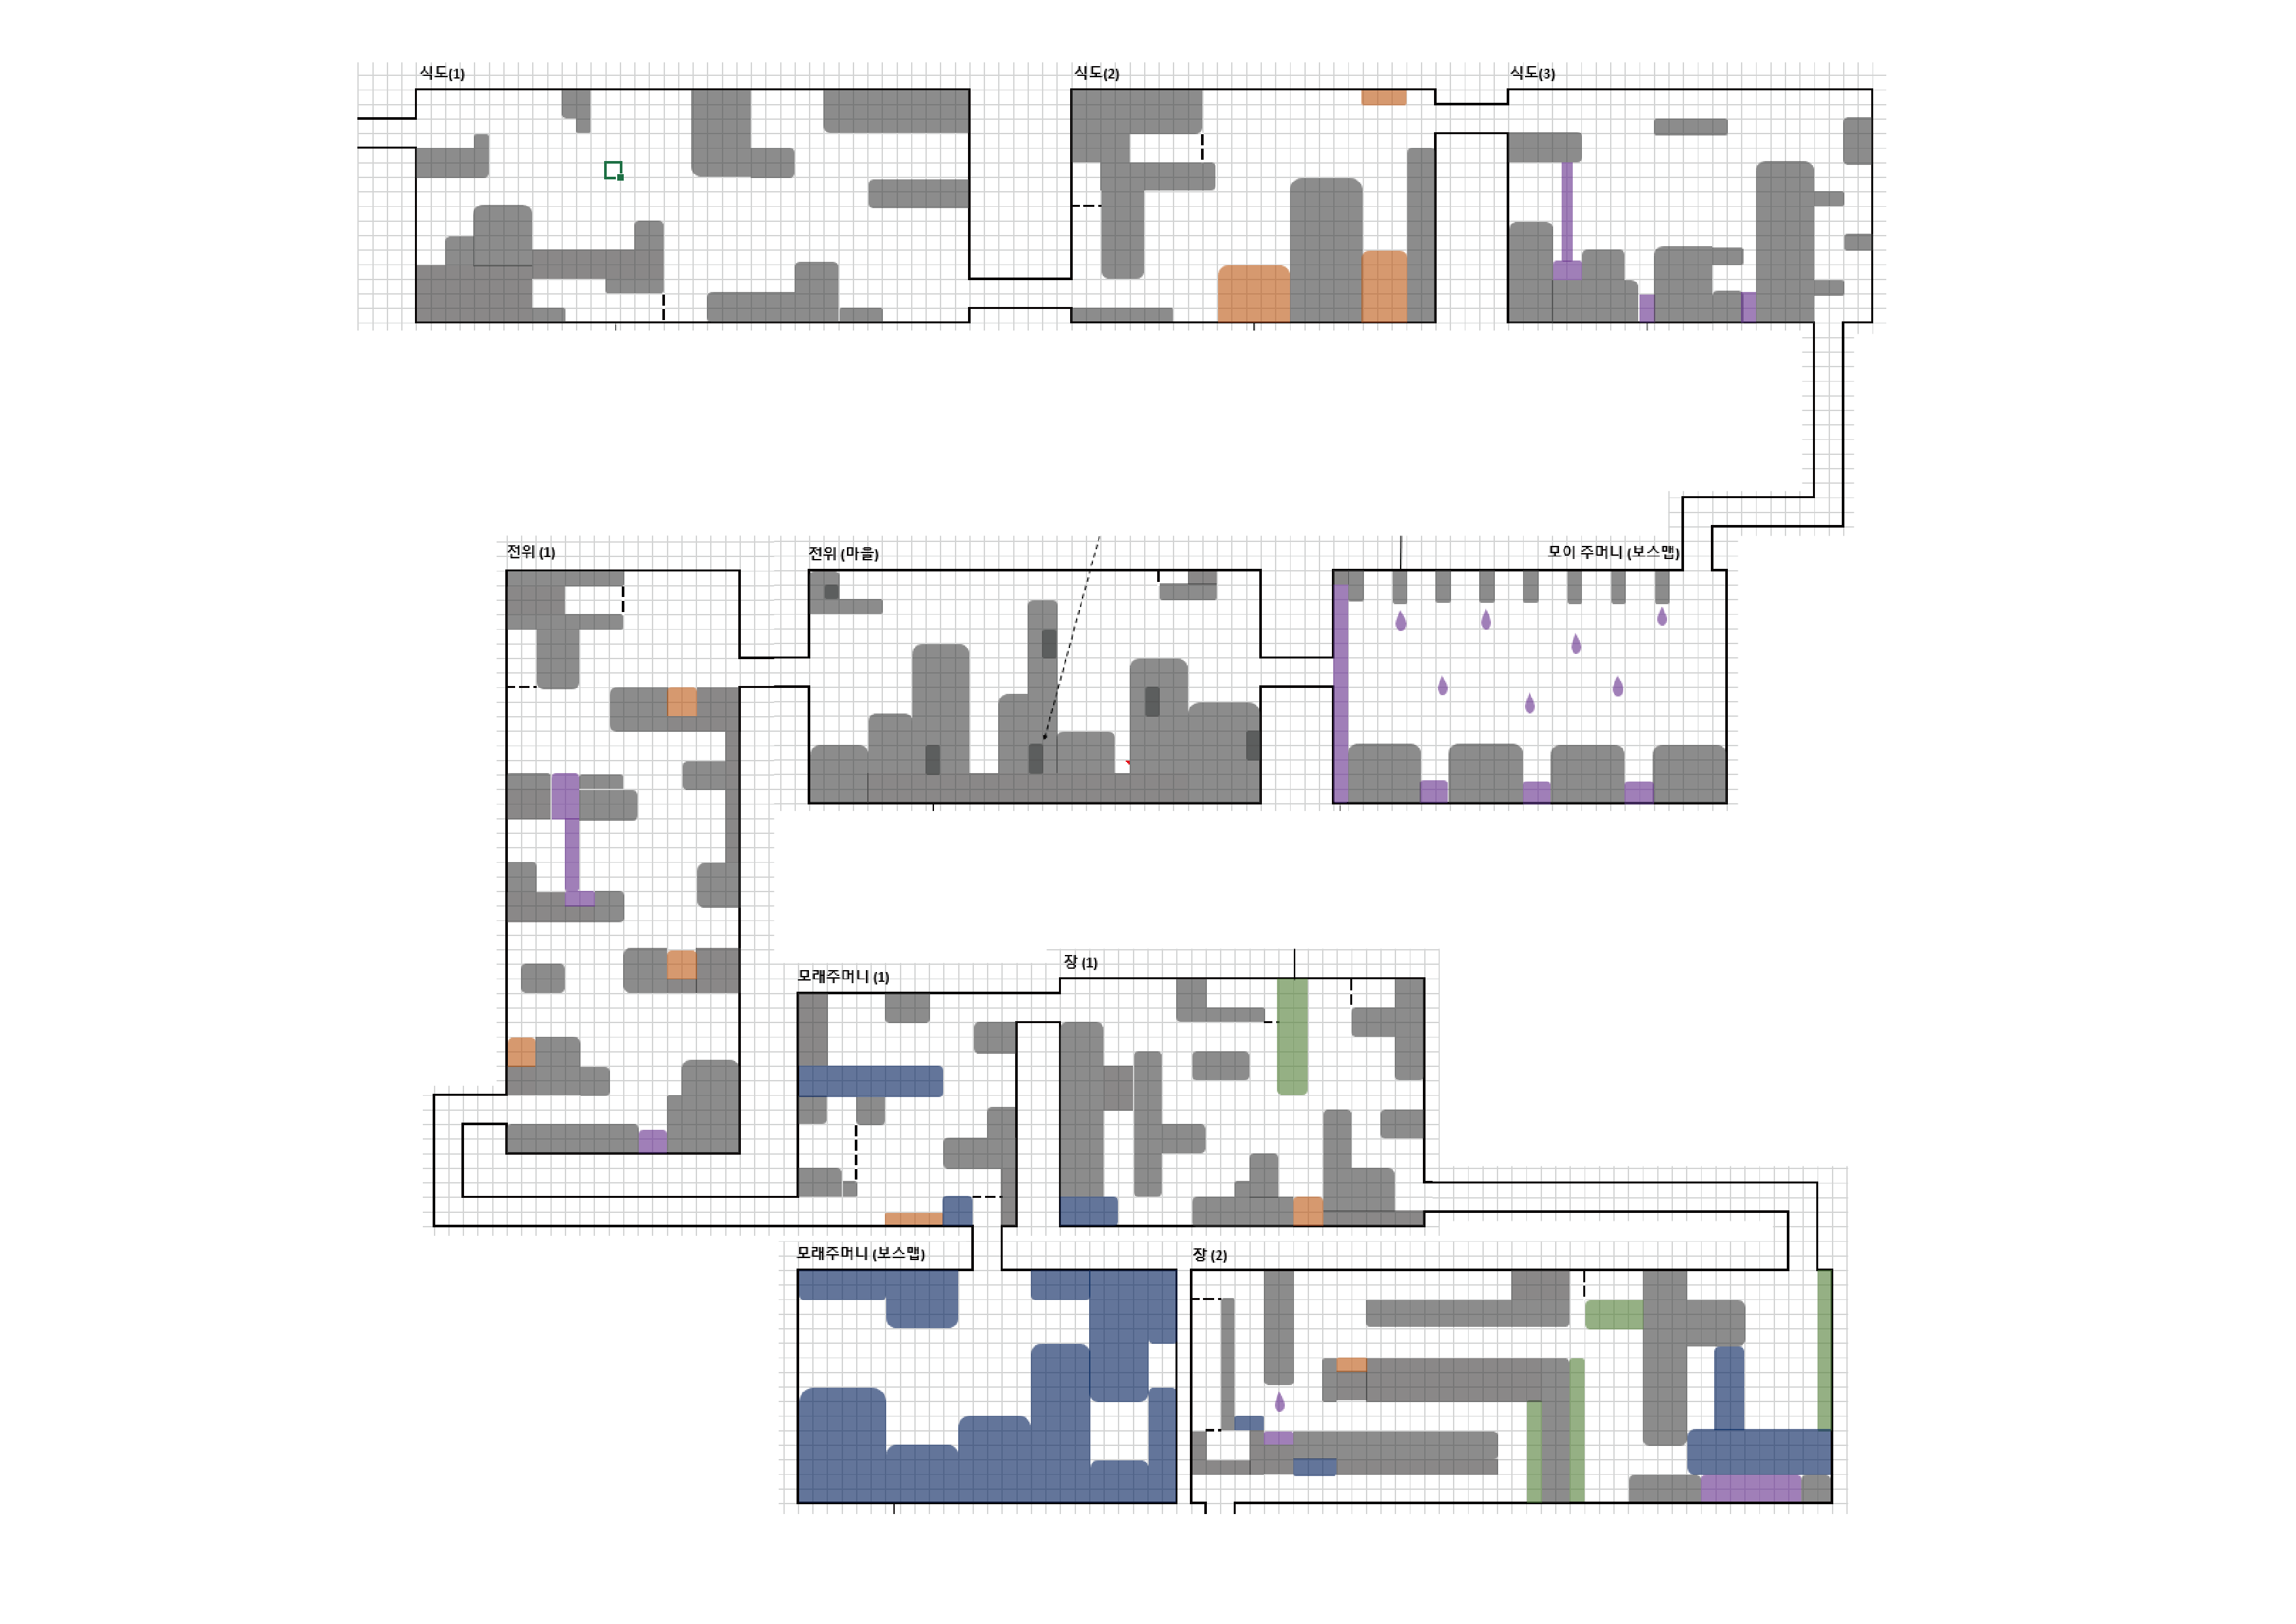 식도(1)
식도(2)
식도(3)
전위 (1)
전위 (마을)
모이 주머니 (보스맵)
모래주머니 (1)
장 (1)
모래주머니 (보스맵)
장 (2)